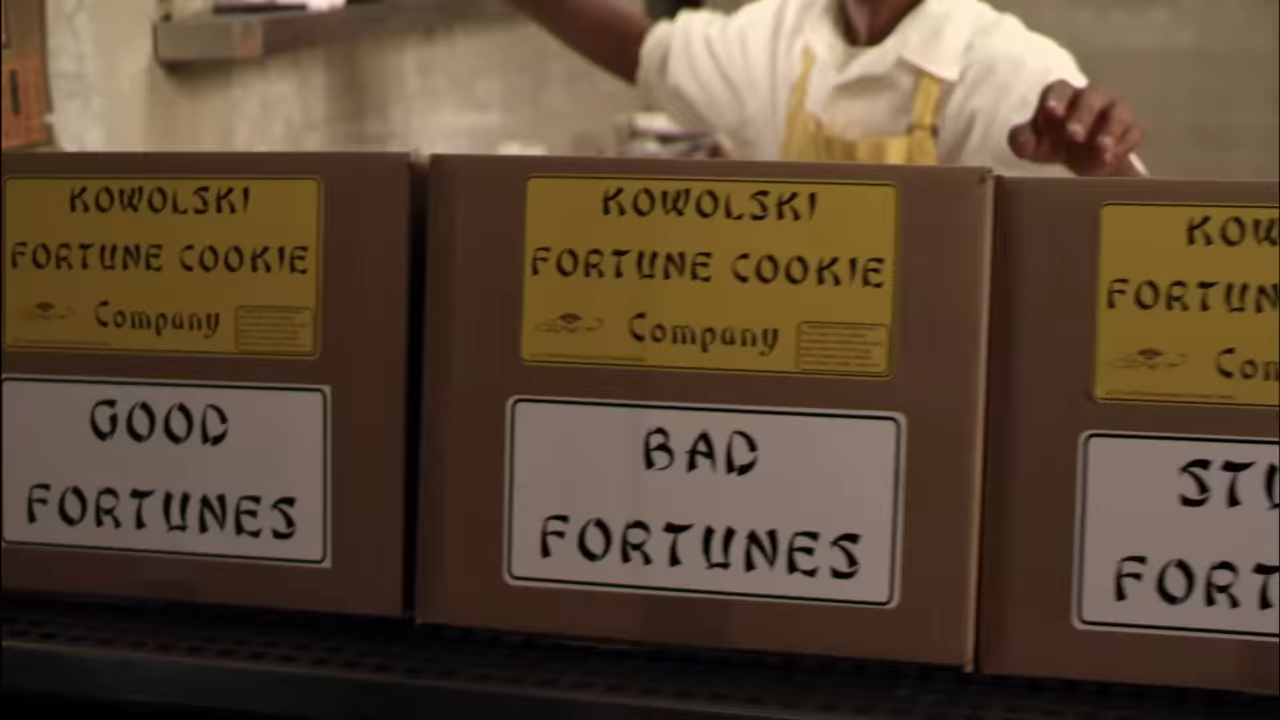 KOWOLSKI
FORTUNE COOKIE
Company
GOOD
FORTUNES
KOWOLSKI
FORTUNE COOKIE
Company
BAD
FORTUNES